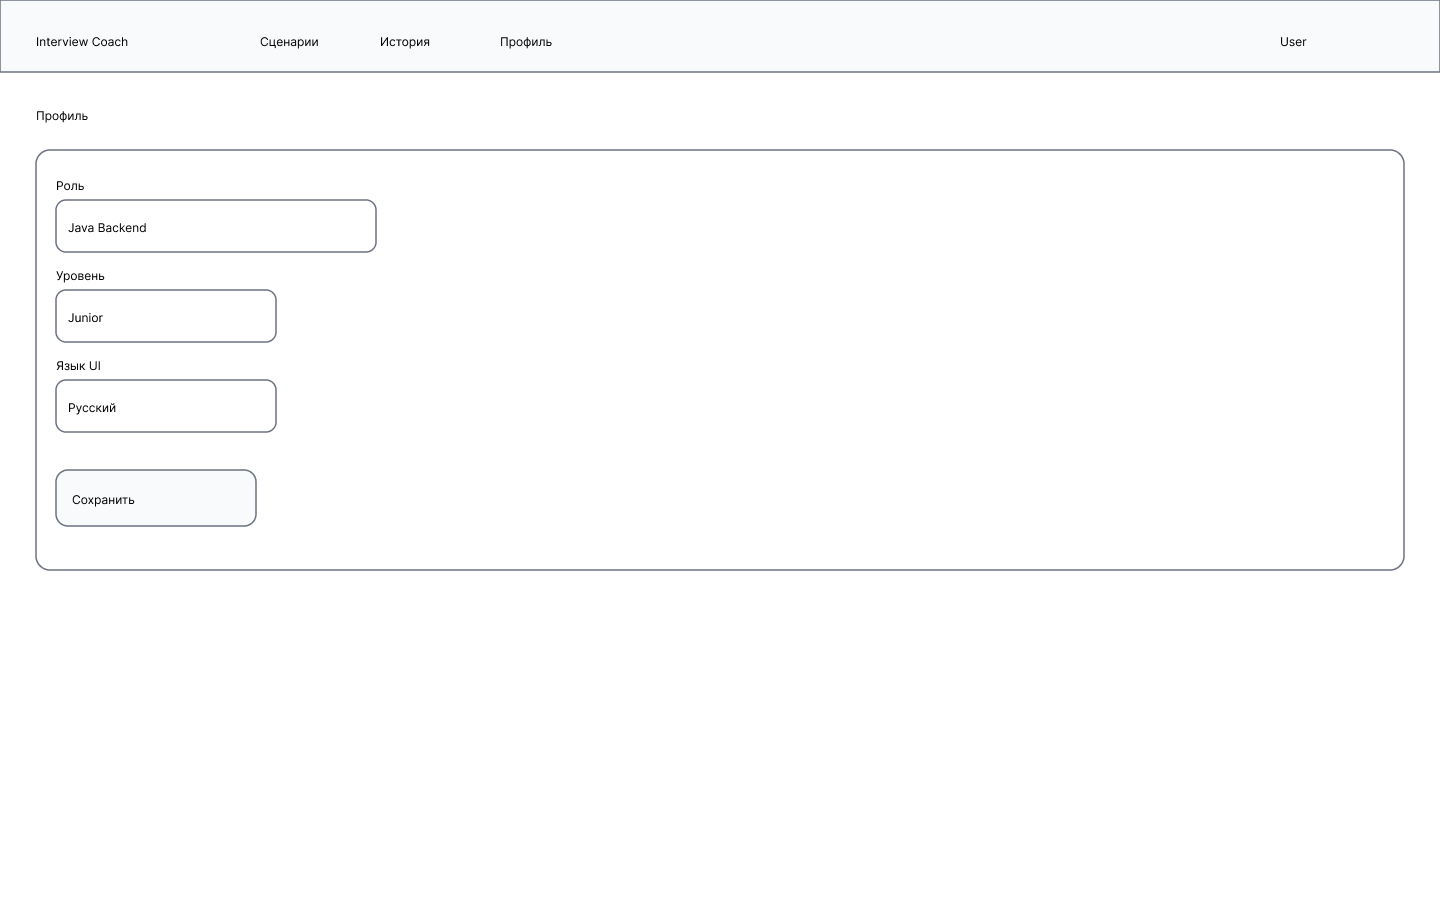 Interview Coach Сценарии История Профиль User
Профиль
Роль
Java Backend
Уровень
Junior
Язык UI
Русский
Сохранить